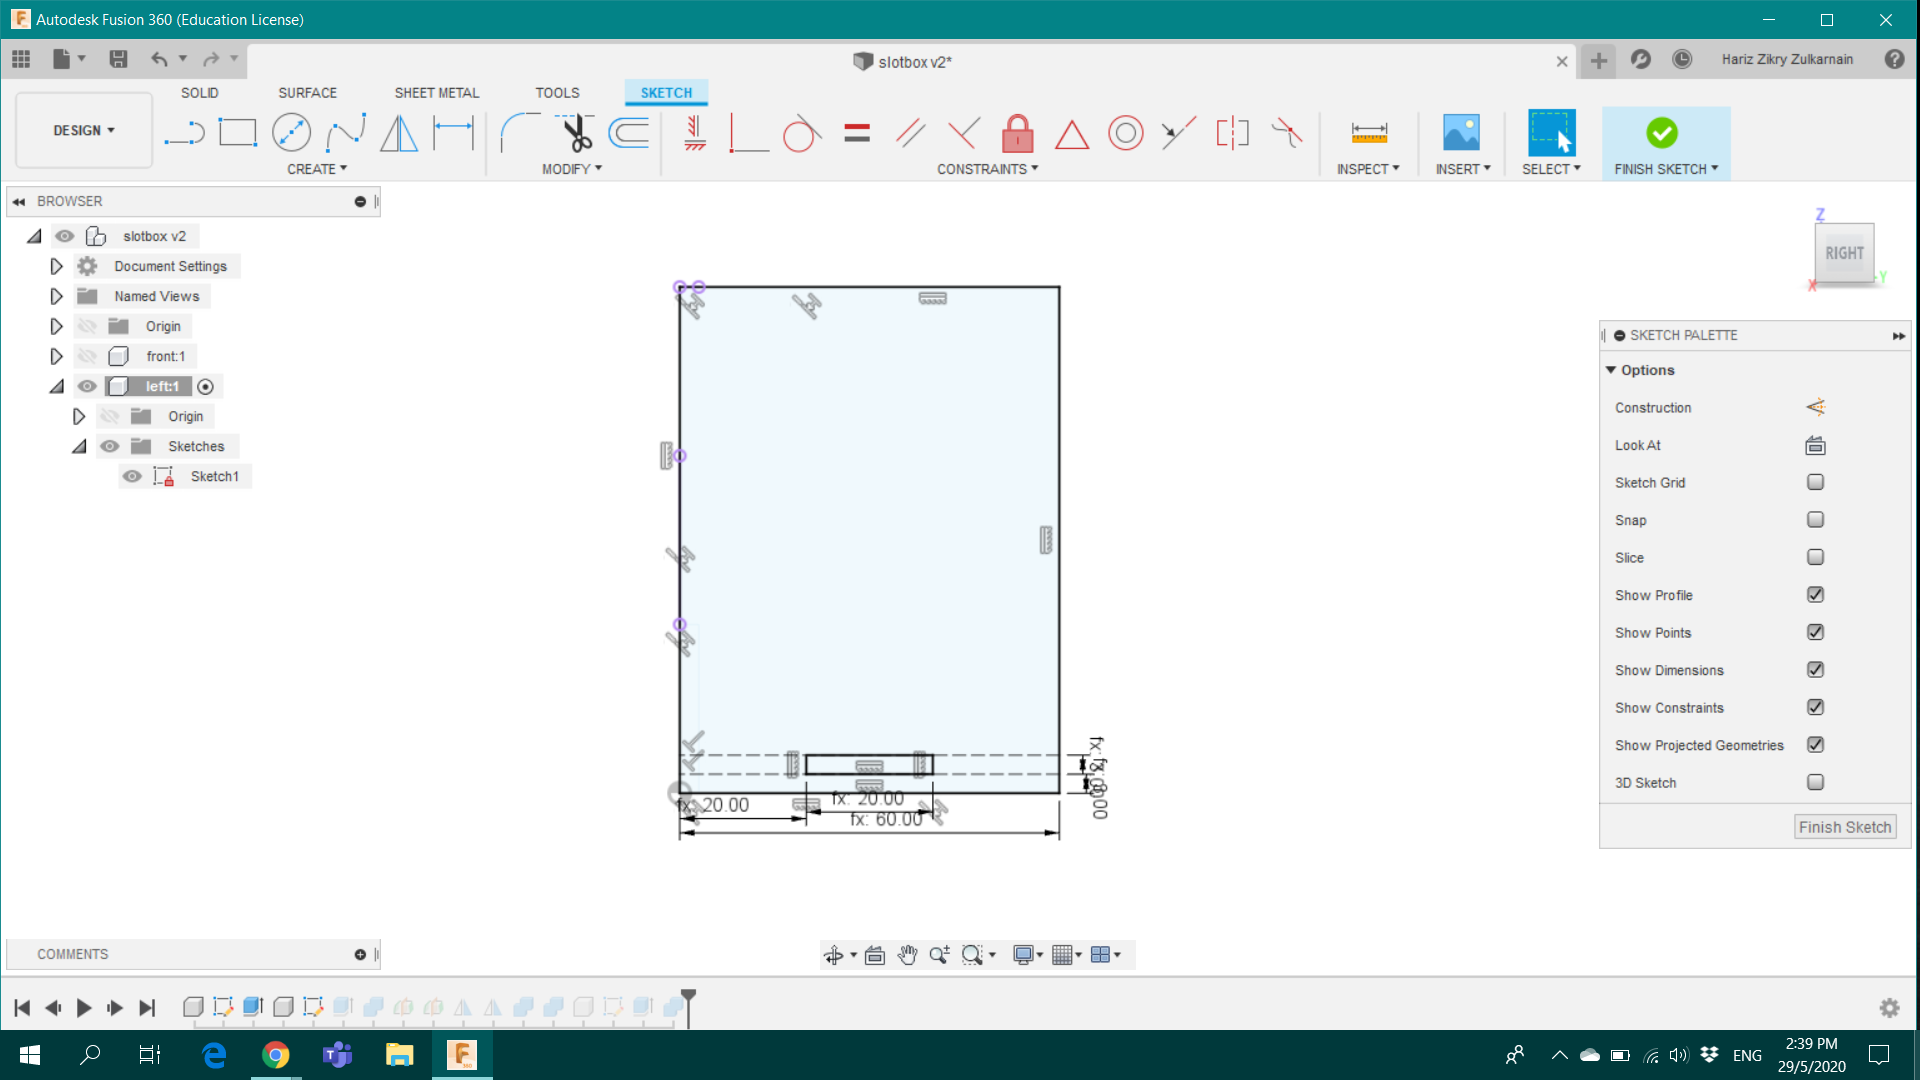 Autodesk Fusion 360 (Education License)
slotbox v2*
Hariz Zikry Zulkarnain
SOLID
SURFACE
SHEET METAL
TOOLS
SKETCH
DESIGN
CREATE
MODIFY
CONSTRAINTS
INSPECT
INSERT
SELECT
FINISH SKETCH
BROWSER
slotbox v2
Document Settings
Named Views
Origin
front:1
left:1
Origin
Sketches
Sketch1
Z
RIGHT
X
Y
SKETCH PALETTE
Options
Construction
Look At
Sketch Grid
Snap
Slice
Show Profile
Show Points
Show Dimensions
Show Constraints
Show Projected Geometries
3D Sketch
Finish Sketch
fx: 20.00
fx: 20.00
fx: 60.00
COMMENTS
ENG
2:39 PM
29/5/2020